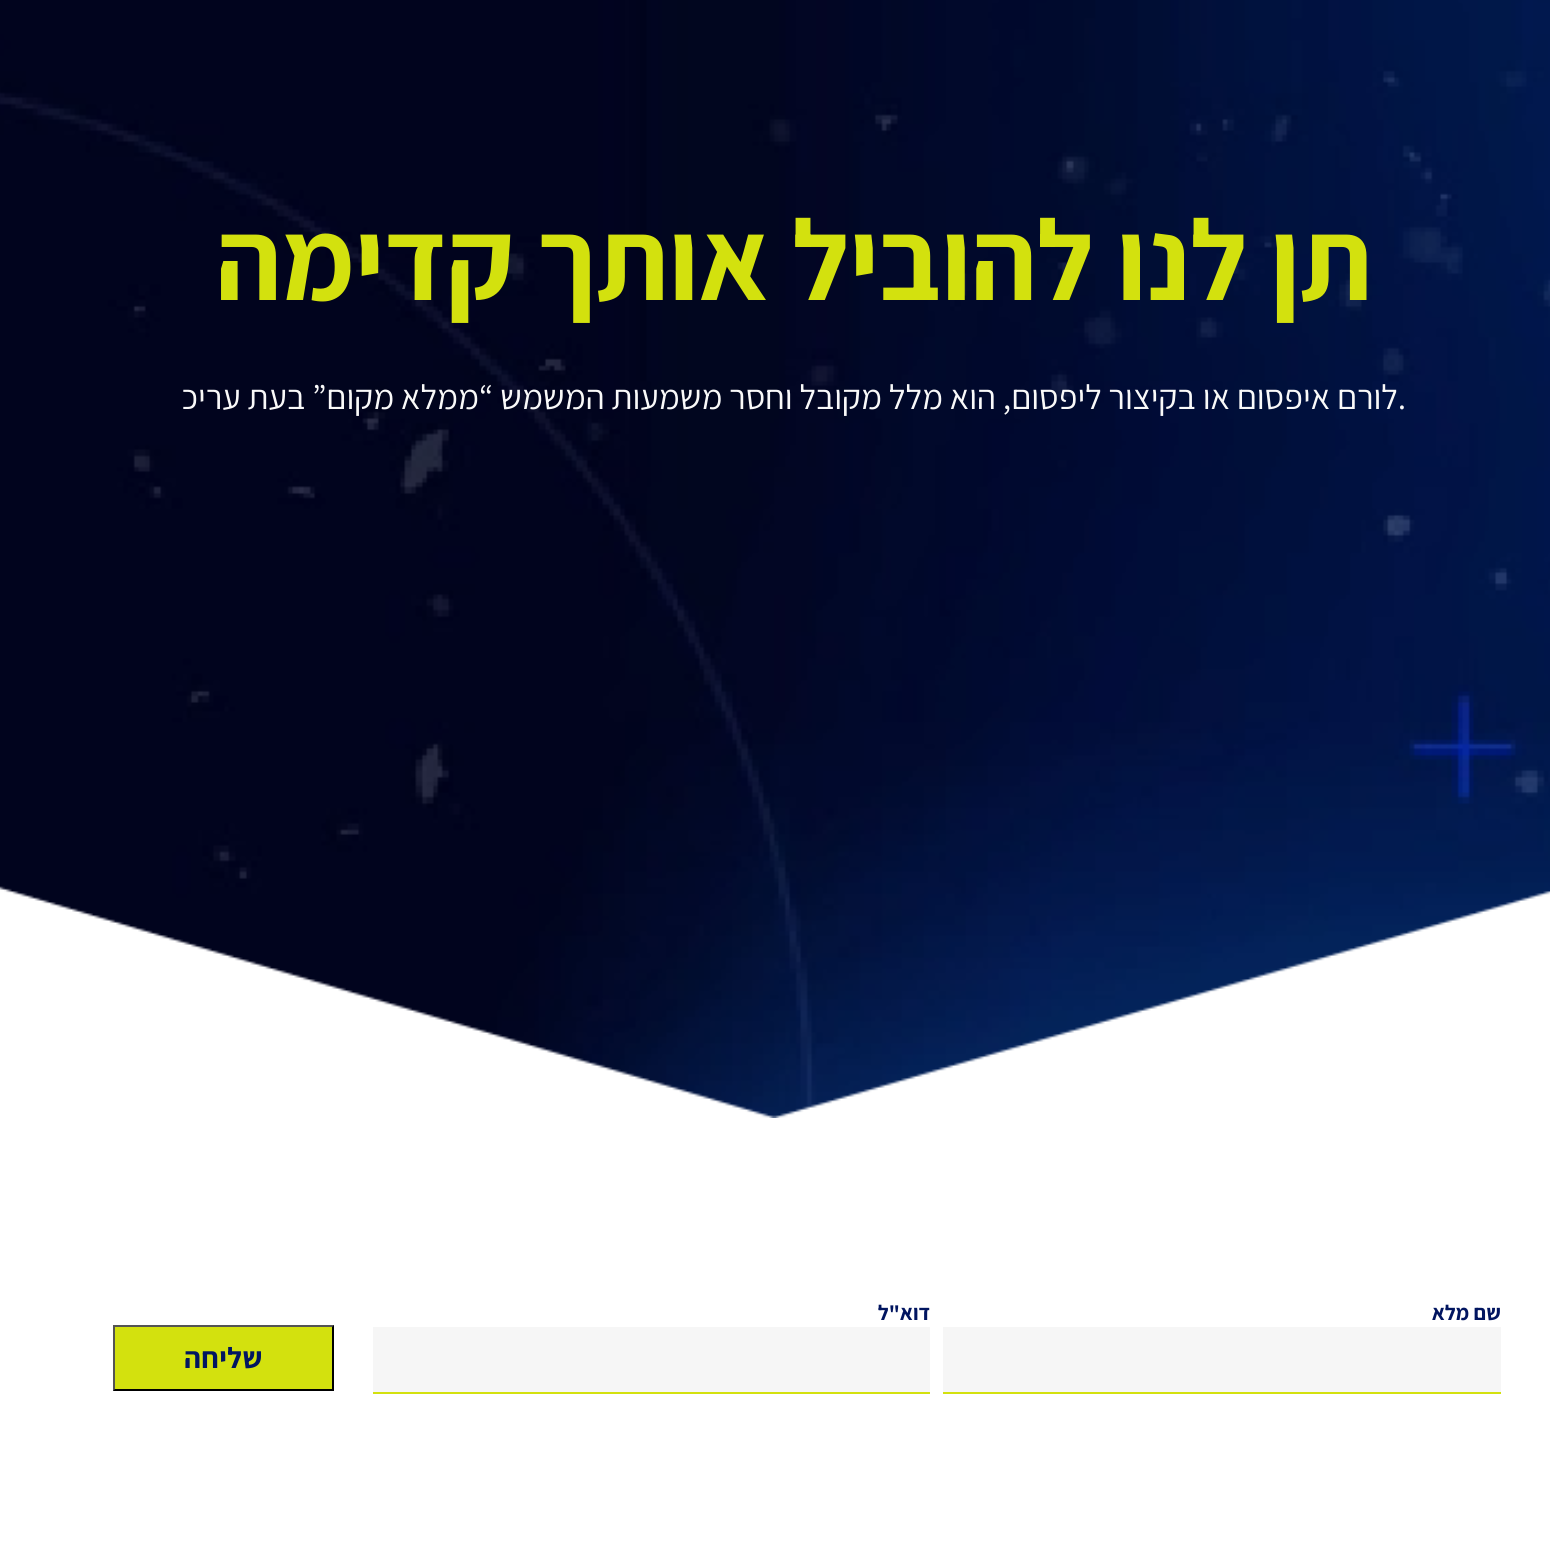 תן לנו להוביל אותך קדימה
.לורם איפסום או בקיצור ליפסום, הוא מלל מקובל וחסר משמעות המשמש “ממלא מקום” בעת עריכ
שם מלא
דוא"ל
שליחה